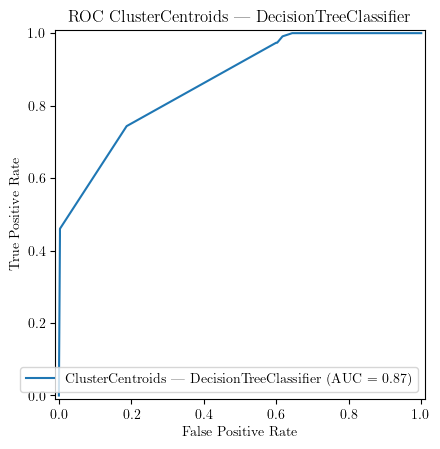 ROC ClusterCentroids — DecisionTreeClassifier
True Positive Rate
1.0
0.8
0.6
0.4
0.2
0.0
ClusterCentroids — DecisionTreeClassifier (AUC = 0.87)
0.0 0.2 0.4 0.6 0.8 1.0
False Positive Rate